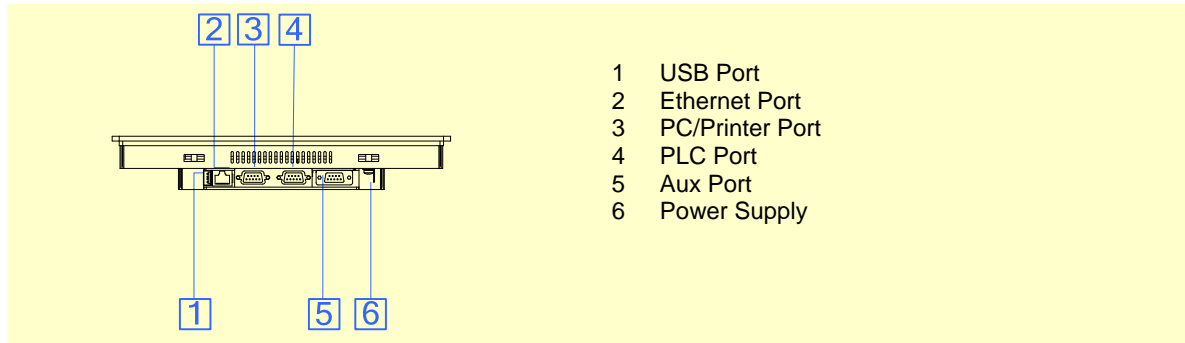 2 3 4
1 USB Port
2 Ethernet Port
3 PC/Printer Port
4 PLC Port
5 Aux Port
6 Power Supply
1 5 6